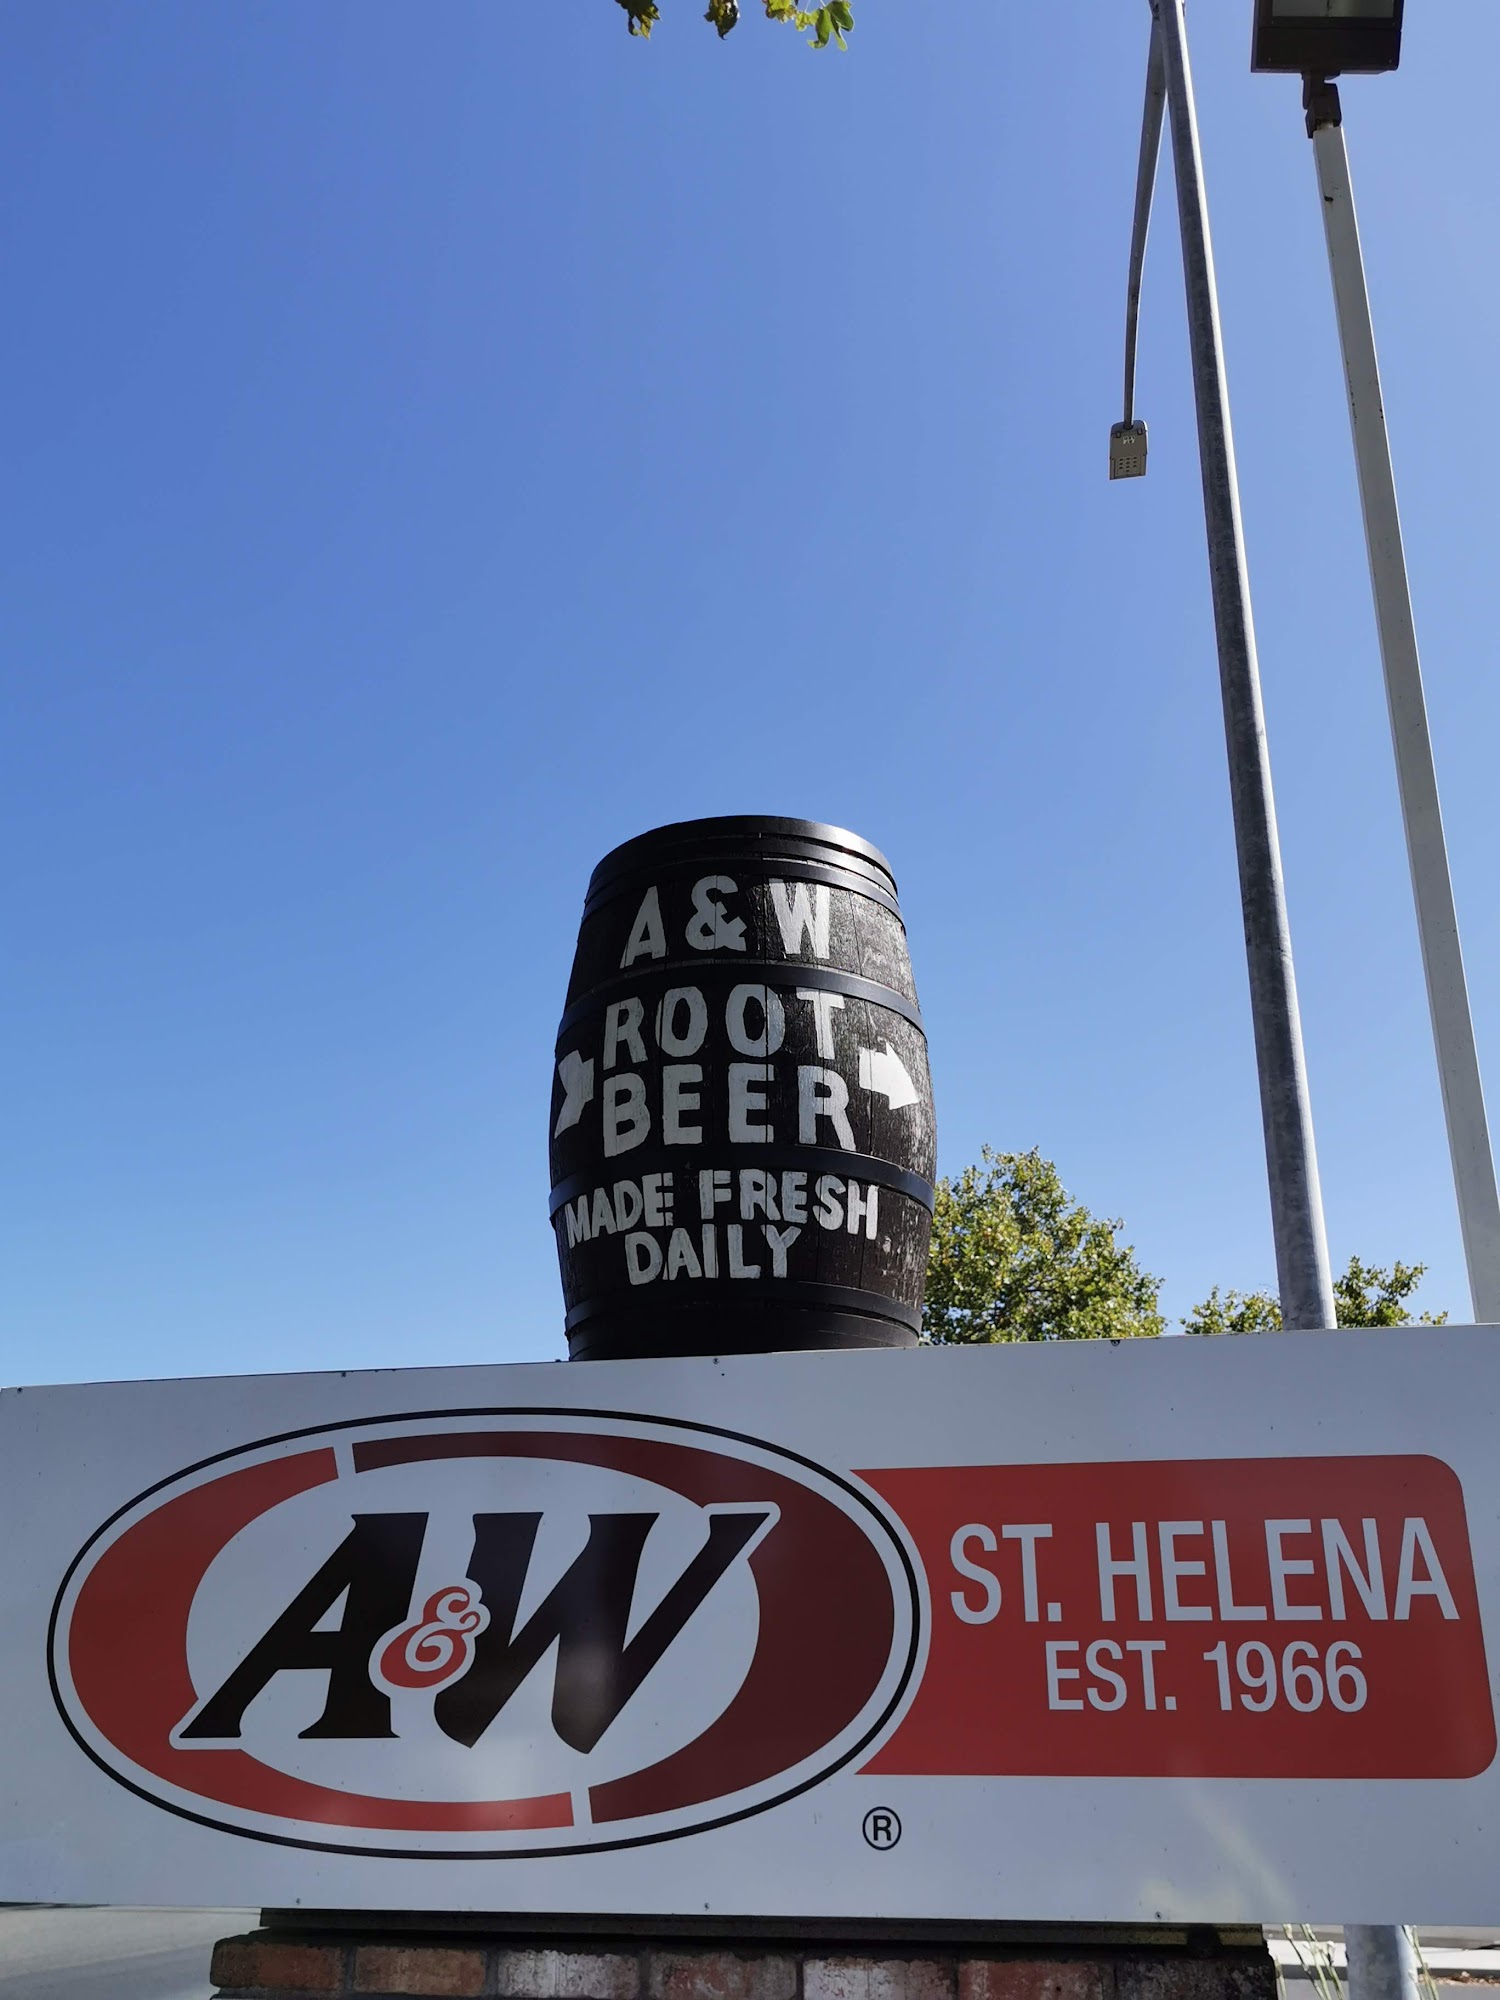 A & W
ROOT
BEER
MADE FRESH
DAILY
A&W
ST. HELENA
EST. 1966
®